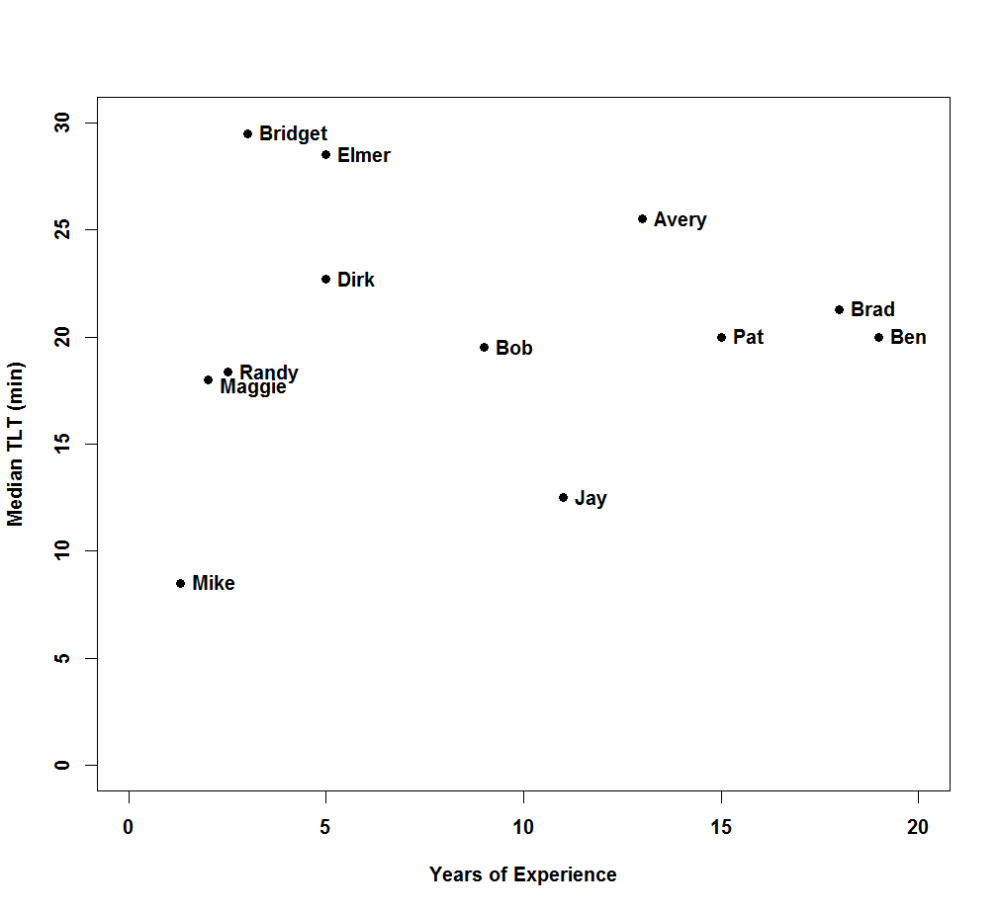 30
Bridget
Elmer
25
Avery
Dirk
Brad
20
Pat
Ben
Bob
Randy
Maggie
15
Jay
10
Mike
5
0
Median TLT (min)
0
5
10
15
20
Years of Experience